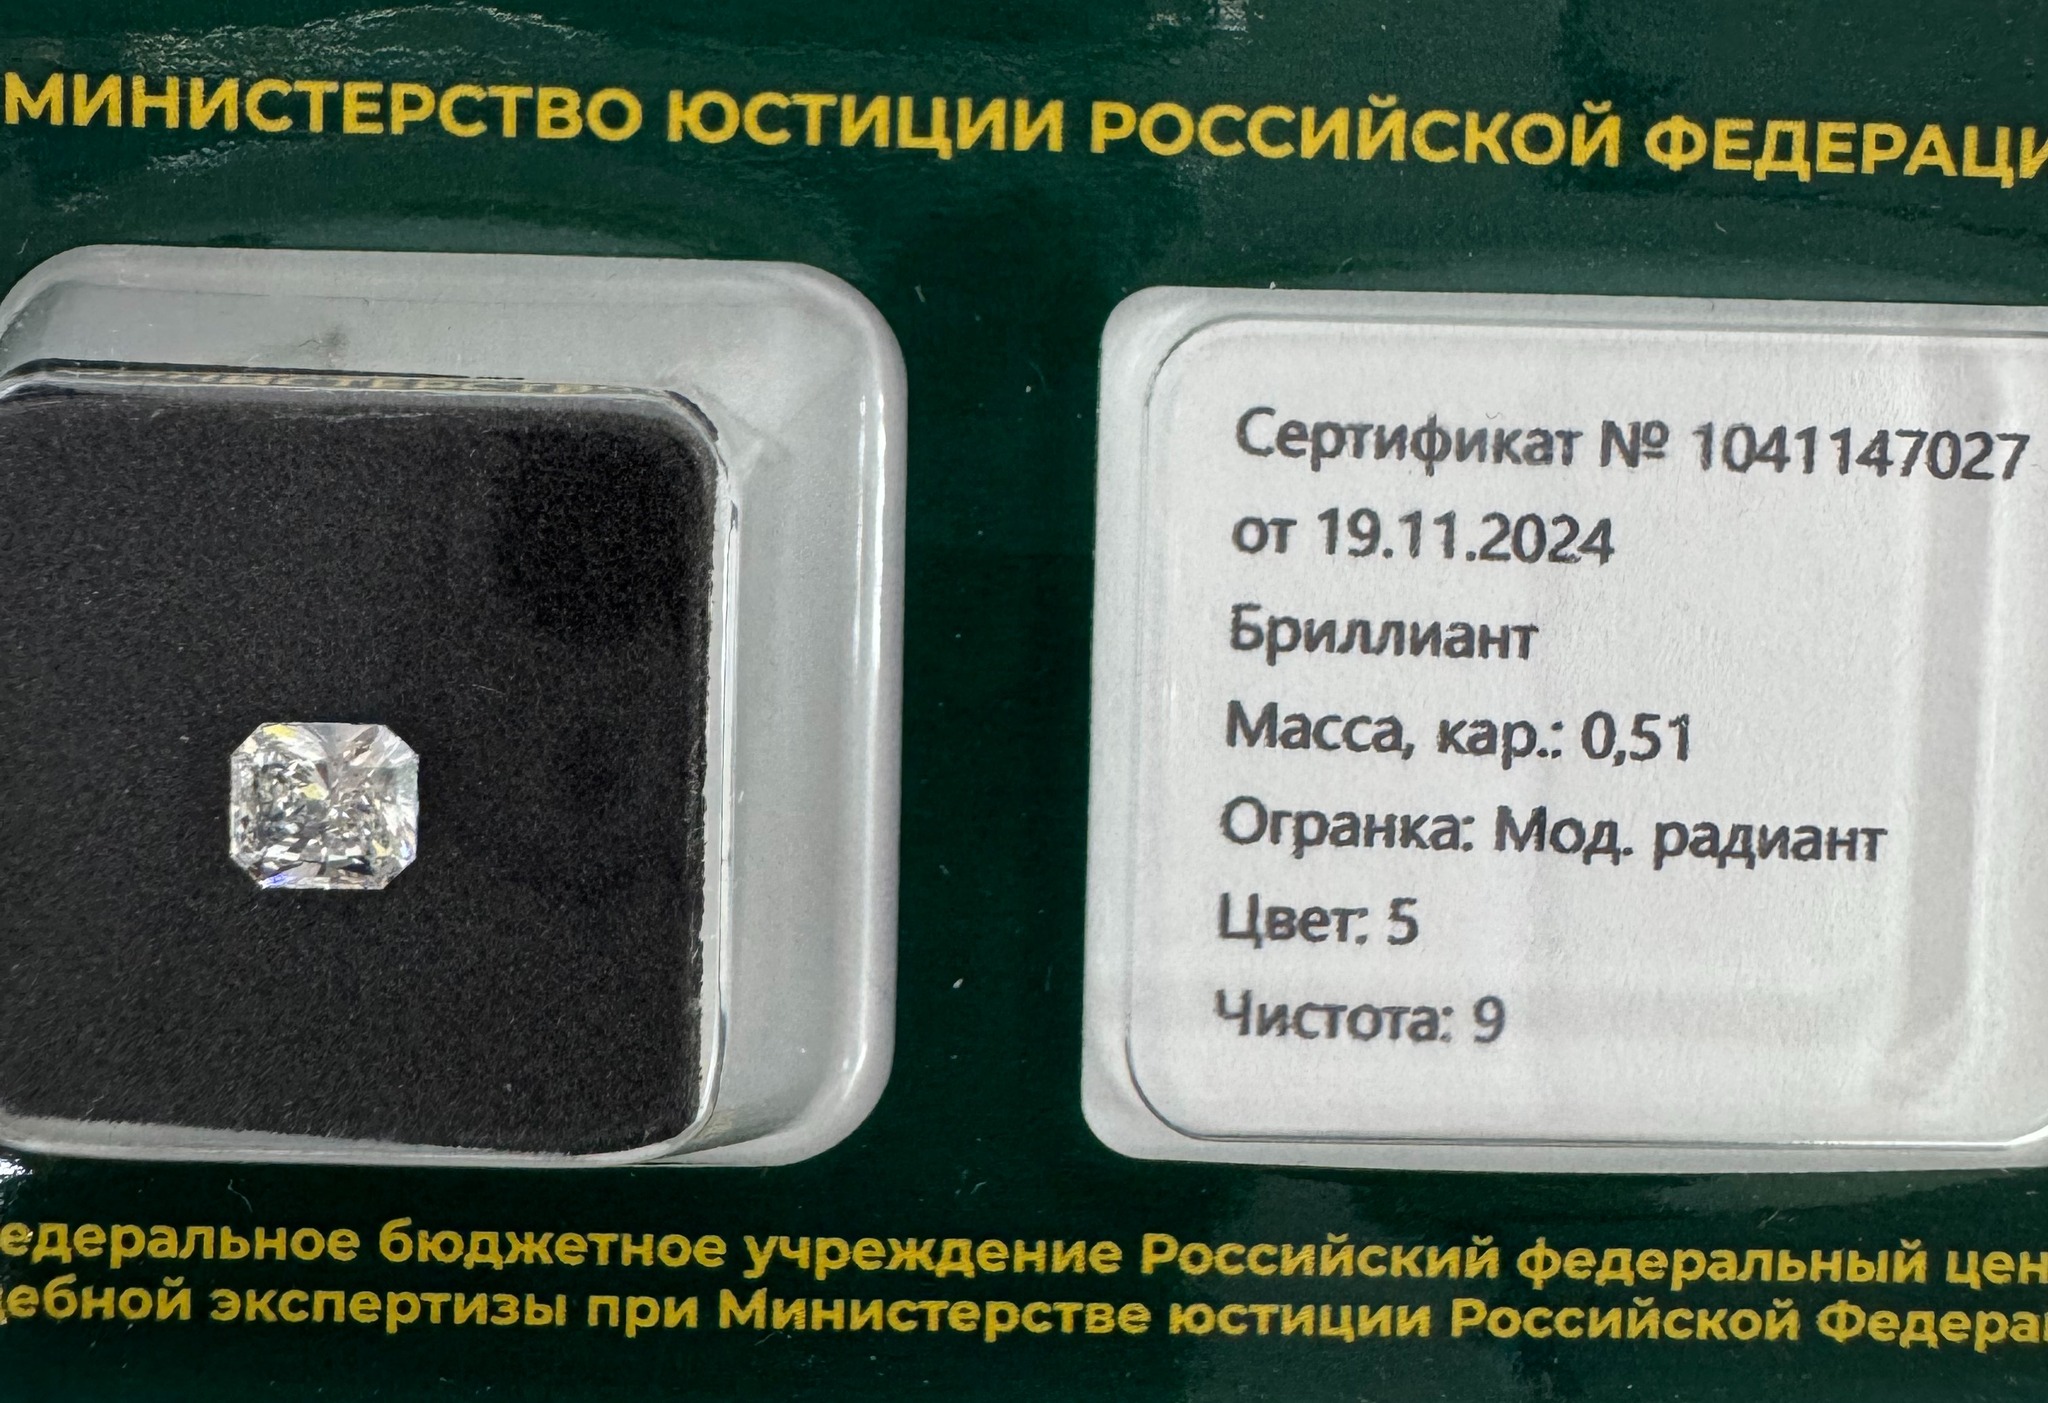 МИНИСТЕРСТВО ЮСТИЦИИ РОССИЙСКОЙ ФЕДЕРАЦИ
Сертификат № 1041147027
от 19.11.2024
Бриллиант
Масса, кар.: 0,51
Огранка: Мод. радиант
Цвет: 5
Чистота: 9
едеральное бюджетное учреждение Российский федеральный цен
дебной экспертизы при Министерстве юстиции Российской Федера